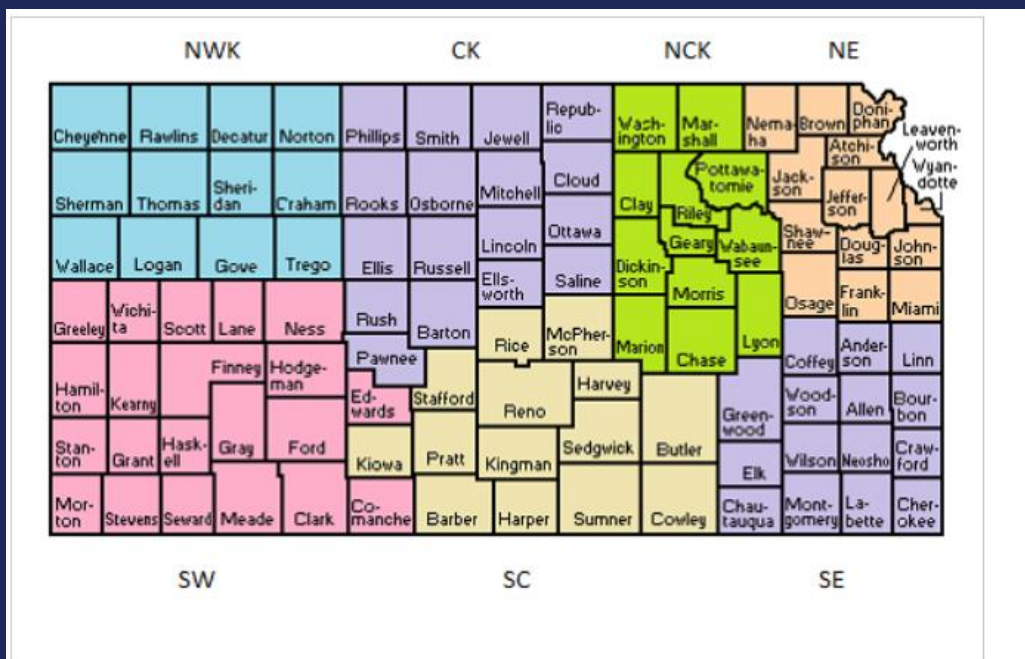 NWK
CK
NCK
NE
Cheyenne
Rawlins
Decatur
Norton
Phillips
Smith
Jewell
Repub-
lic
Wash-
ington
Mar-
shall
Nema-
ha
Brown
Doni-
phan
Leaven-
worth
Wyan-
dotte
Atchi-
son
Sherman
Thomas
Sheri-
dan
Graham
Rooks
Osborne
Mitchell
Cloud
Clay
Riley
Pottawa-
tomie
Jack-
son
Jeffer-
son
Wallace
Logan
Gove
Trego
Ellis
Russell
Lincoln
Ottawa
Ells-
worth
Saline
Dickin-
son
Geary
Wabaun-
see
Shaw-
nee
Doug-
las
John-
son
Morris
Osage
Frank-
lin
Miami
Greeley
Wichi-
ta
Scott
Lane
Ness
Rush
Barton
Rice
McPher-
son
Marion
Chase
Lyon
Coffey
Ander-
son
Linn
Pawnee
Hamil-
ton
Kearny
Finney
Hodge-
man
Ed-
wards
Stafford
Reno
Harvey
Butler
Green-
wood
Wood-
son
Allen
Bour-
bon
Stan-
ton
Grant
Hask-
ell
Gray
Ford
Kiowa
Pratt
Kingman
Sedgwick
Elk
Wilson
Neosho
Craw-
ford
Mor-
ton
Stevens
Seward
Meade
Clark
Co-
manche
Barber
Harper
Sumner
Cowley
Chau-
tauqua
Mont-
gomery
La-
bette
Cher-
okee
SW
SC
SE